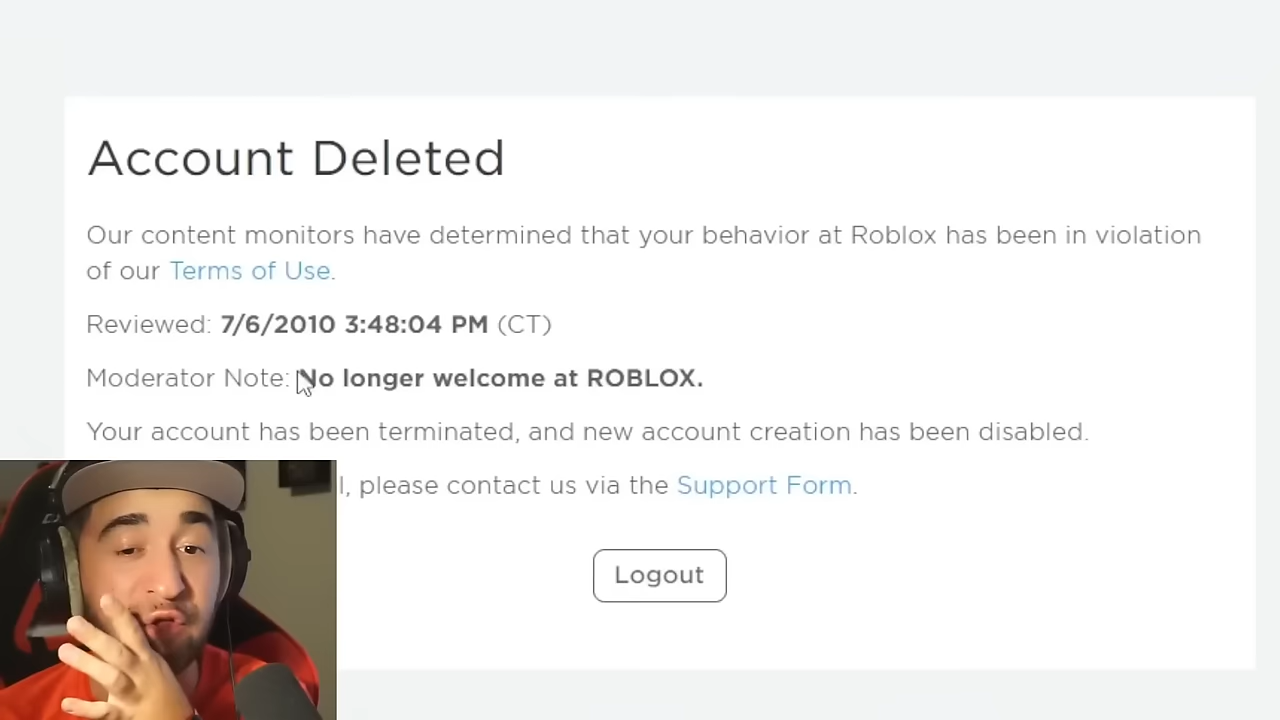 Account Deleted
Our content monitors have determined that your behavior at Roblox has been in violation
of our Terms of Use.
Reviewed: 7/6/2010 3:48:04 PM (CT)
Moderator Note: No longer welcome at ROBLOX.
Your account has been terminated, and new account creation has been disabled.
please contact us via the Support Form.
Logout